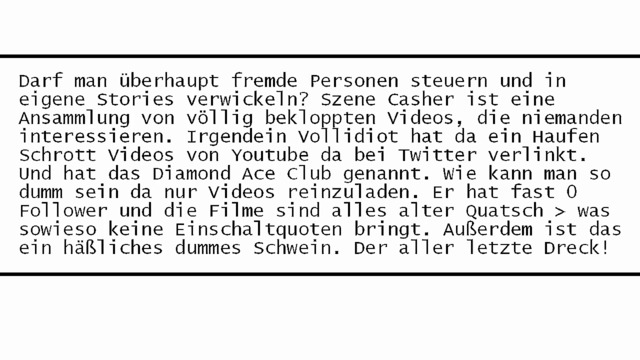 Darf man überhaupt fremde Personen steuern und in
eigene Stories verwickeln? Szene Casher ist eine
Ansammlung von völlig bekloppten Videos, die niemanden
interessieren. Irgendein Vollidiot hat da ein Haufen
Schrott Videos von Youtube da bei Twitter verlinkt.
Und hat das Diamond Ace Club genannt. Wie kann man so
dumm sein da nur Videos reinzuladen. Er hat fast 0
Follower und die Filme sind alles alter Quatsch > was
sowieso keine Einschaltquoten bringt. Außerdem ist das
ein häßliches dummes Schwein. Der aller letzte Dreck!